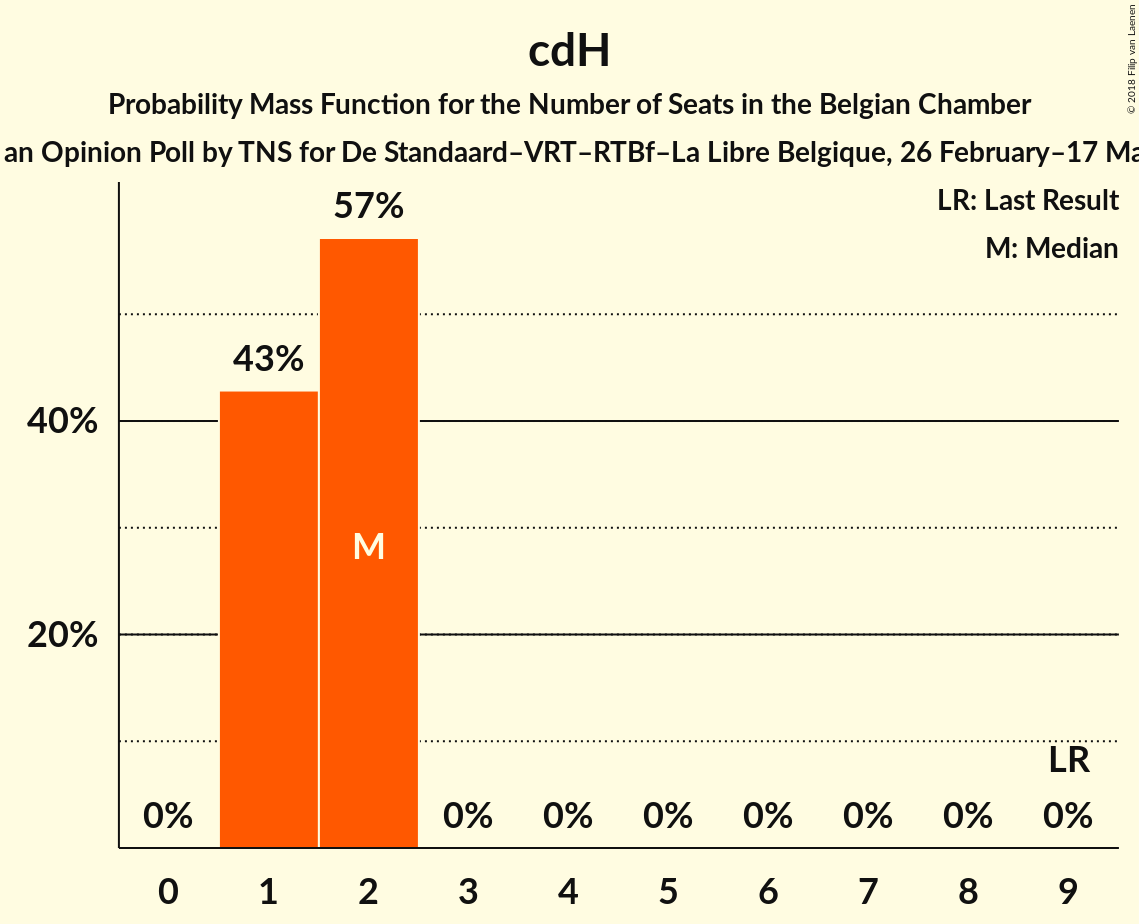 cdH
Probability Mass Function for the Number of Seats in the Belgian Chamber
an Opinion Poll by TNS for De Standaard–VRT–RTBf–La Libre Belgique, 26 February–17
LR: Last Result
M: Median
57%
43%
40%
M
20%
LR
0% 0% 0% 0% 0% 0% 0% 0%
0 1 2 3 4 5 6 7 8 9
© 2018 Filip van Laenen